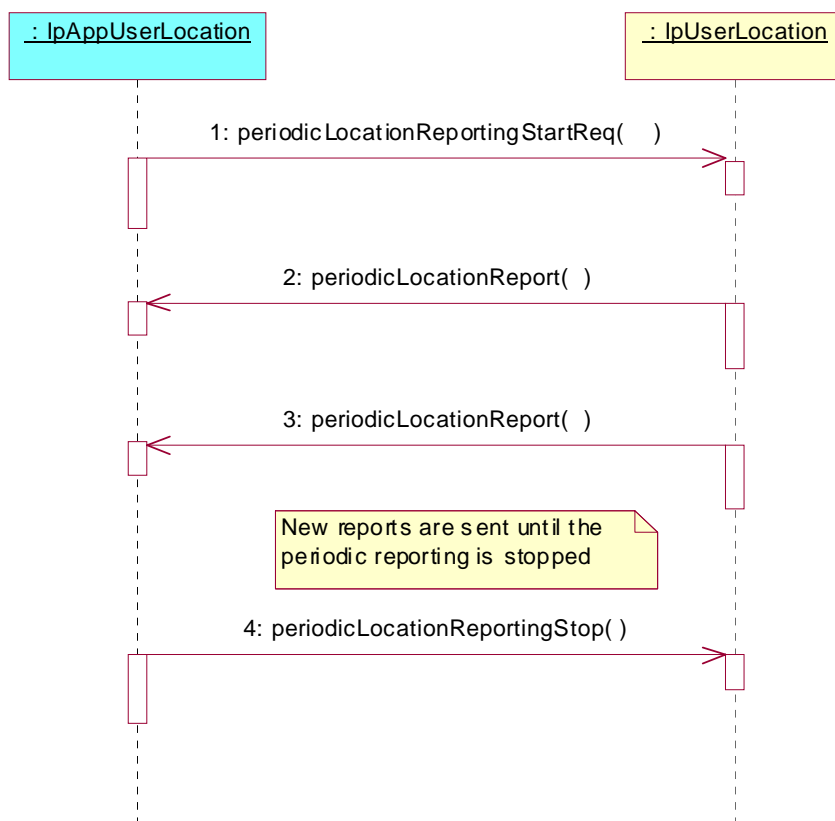 : IpAppUserLocation
: IpUserLocation
1: periodicLocationReportingStartReq( )
2: periodicLocationReport( )
3: periodicLocationReport( )
New reports are sent until the
periodic reporting is stopped
4: periodicLocationReportingStop( )